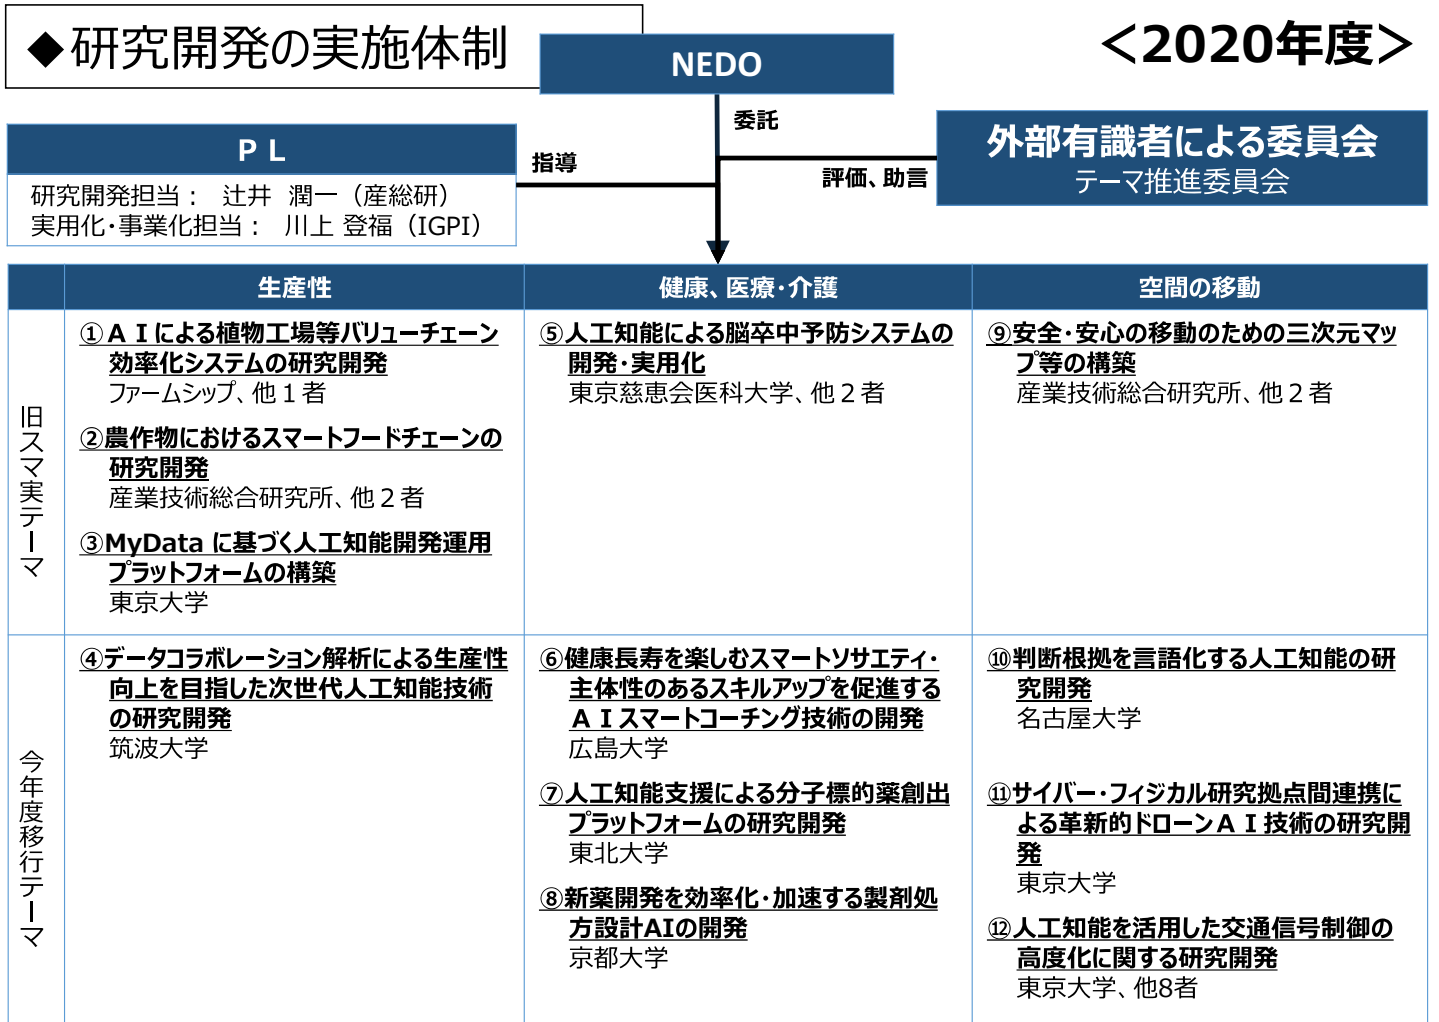 ◆研究開発の実施体制
＜2020年度＞
NEDO
委託
ＰＬ
研究開発担当： 辻井 潤一（産総研）
実用化・事業化担当： 川上 登福（IGPI）
指導
外部有識者による委員会
テーマ推進委員会
評価、助言
生産性
健康、医療・介護
空間の移動
旧スマ実テーマ
①ＡＩによる植物工場等バリューチェーン
効率化システムの研究開発
ファームシップ、他１者
②農作物におけるスマートフードチェーンの
研究開発
産業技術総合研究所、他２者
③MyData に基づく人工知能開発運用
プラットフォームの構築
東京大学
⑤人工知能による脳卒中予防システムの
開発・実用化
東京慈恵会医科大学、他２者
⑨安全・安心の移動のための三次元マッ
プ等の構築
産業技術総合研究所、他２者
今年度移行テーマ
④データコラボレーション解析による生産性
向上を目指した次世代人工知能技術
の研究開発
筑波大学
⑥健康長寿を楽しむスマートソサエティ・
主体性のあるスキルアップを促進する
ＡＩスマートコーチング技術の開発
広島大学
⑦人工知能支援による分子標的薬創出
プラットフォームの研究開発
東北大学
⑧新薬開発を効率化・加速する製剤処
方設計AIの開発
京都大学
⑩判断根拠を言語化する人工知能の研
究開発
名古屋大学
⑪サイバー・フィジカル研究拠点間連携に
よる革新的ドローンＡＩ技術の研究開
発
東京大学
⑫人工知能を活用した交通信号制御の
高度化に関する研究開発
東京大学、他8者